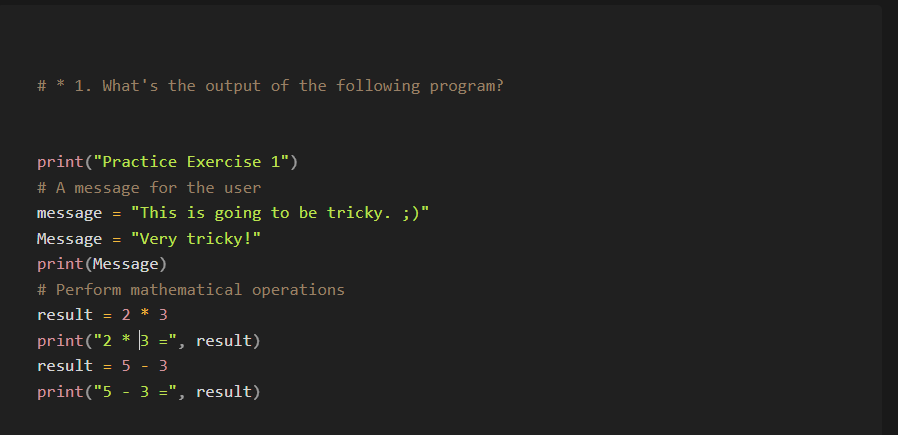 # * 1. What's the output of the following program?
print("Practice Exercise 1")
# A message for the user
message = "This is going to be tricky. ;)"
Message = "Very tricky!"
print(Message)
# Perform mathematical operations
result = 2 * 3
print("2 * 3 =", result)
result = 5 - 3
print("5 - 3 =", result)